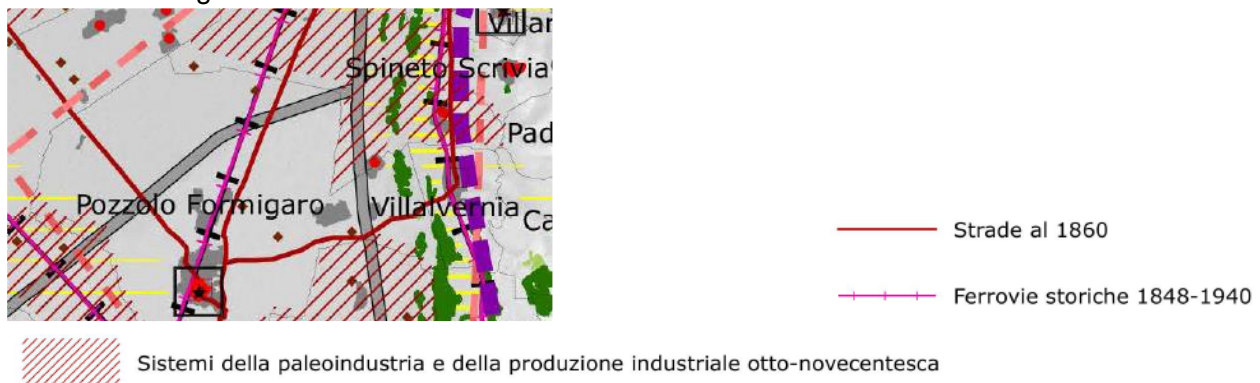 Villar
Spineto Scrivia
Pad
Pozzolo Formigaro
Villalvernia
Ca
Strade al 1860
Ferrovie storiche 1848-1940
Sistemi della paleoindustria e della produzione industriale otto-novecentesca